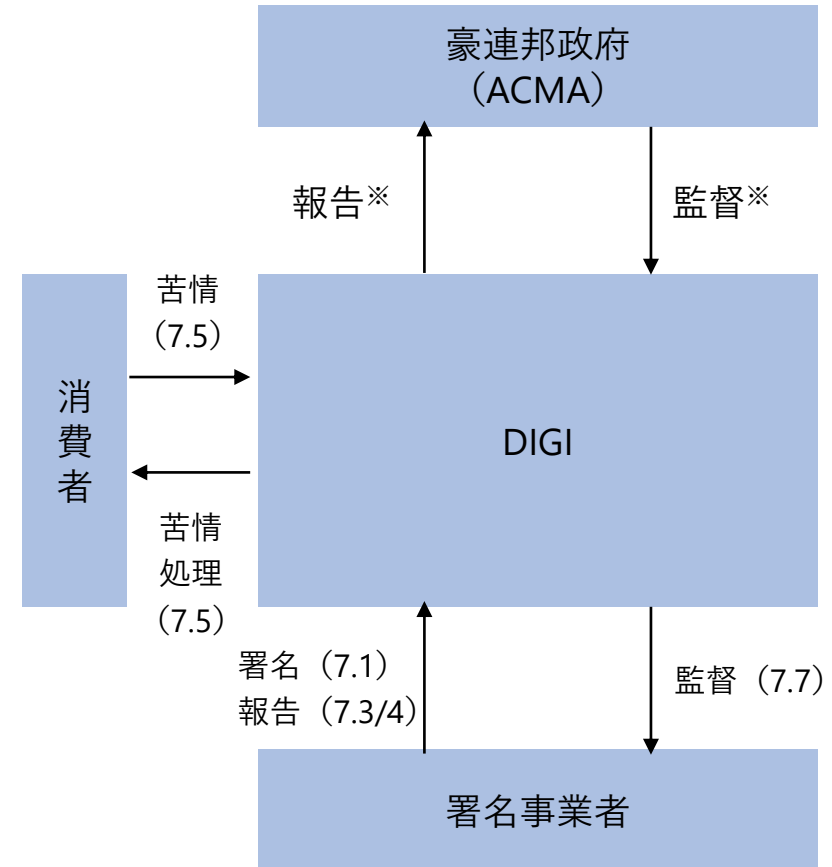 豪連邦政府
（ACMA）
報告※
監督※
苦情
（7.5）
消費者
DIGI
苦情
処理
（7.5）
署名（7.1）
報告（7.3/4）
監督（7.7）
署名事業者